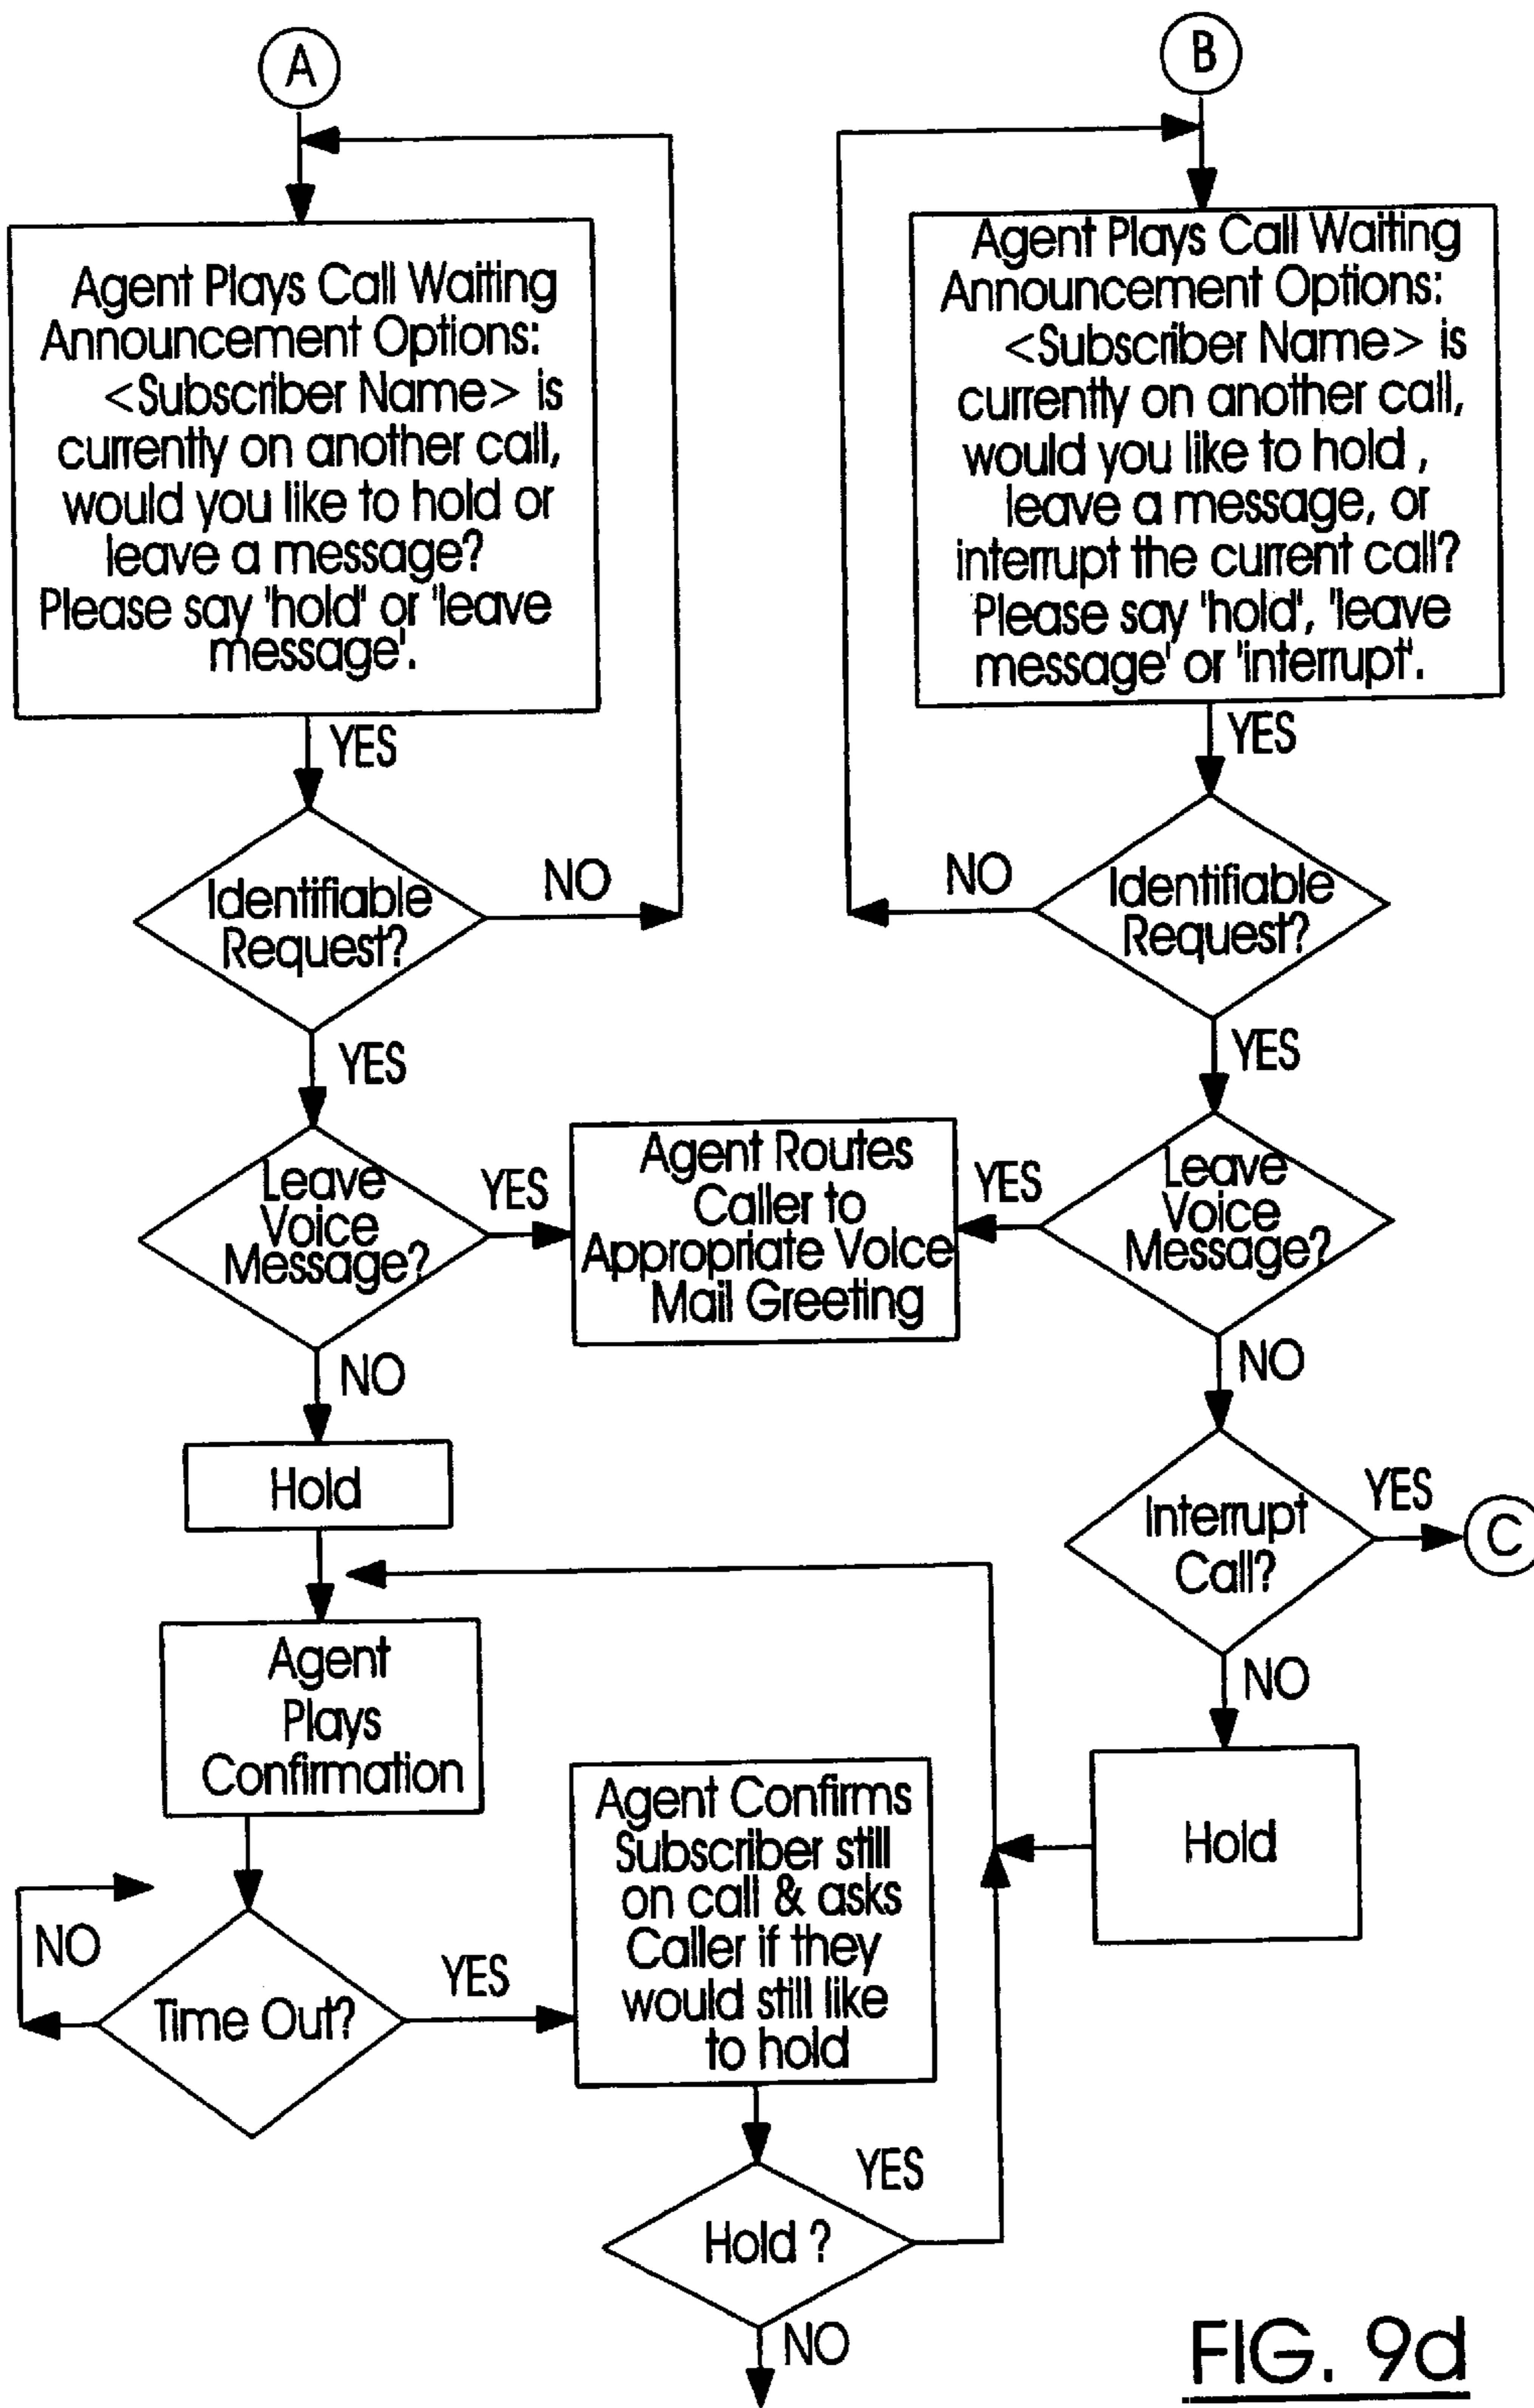 A
Agent Plays Call Waiting
Announcement Options:
<Subscriber Name> is
currently on another call,
would you like to hold or
leave a message?
Please say 'hold' or 'leave
message'.
YES
Identifiable
Request?
NO
YES
Leave
Voice
Message?
YES
Agent Routes
Caller to
Appropriate Voice
Mail Greeting
NO
Hold
Agent
Plays
Confirmation
NO
Time Out?
YES
Agent Confirms
Subscriber still
on call & asks
Caller if they
would still like
to hold
Hold ?
YES
NO
B
Agent Plays Call Waiting
Announcement Options:
<Subscriber Name> is
currently on another call,
would you like to hold ,
leave a message, or
interrupt the current call?
Please say 'hold', 'leave
message' or 'interrupt'.
YES
Identifiable
Request?
NO
YES
Leave
Voice
Message?
YES
NO
Interrupt
Call?
YES
C
NO
Hold
FIG. 9d